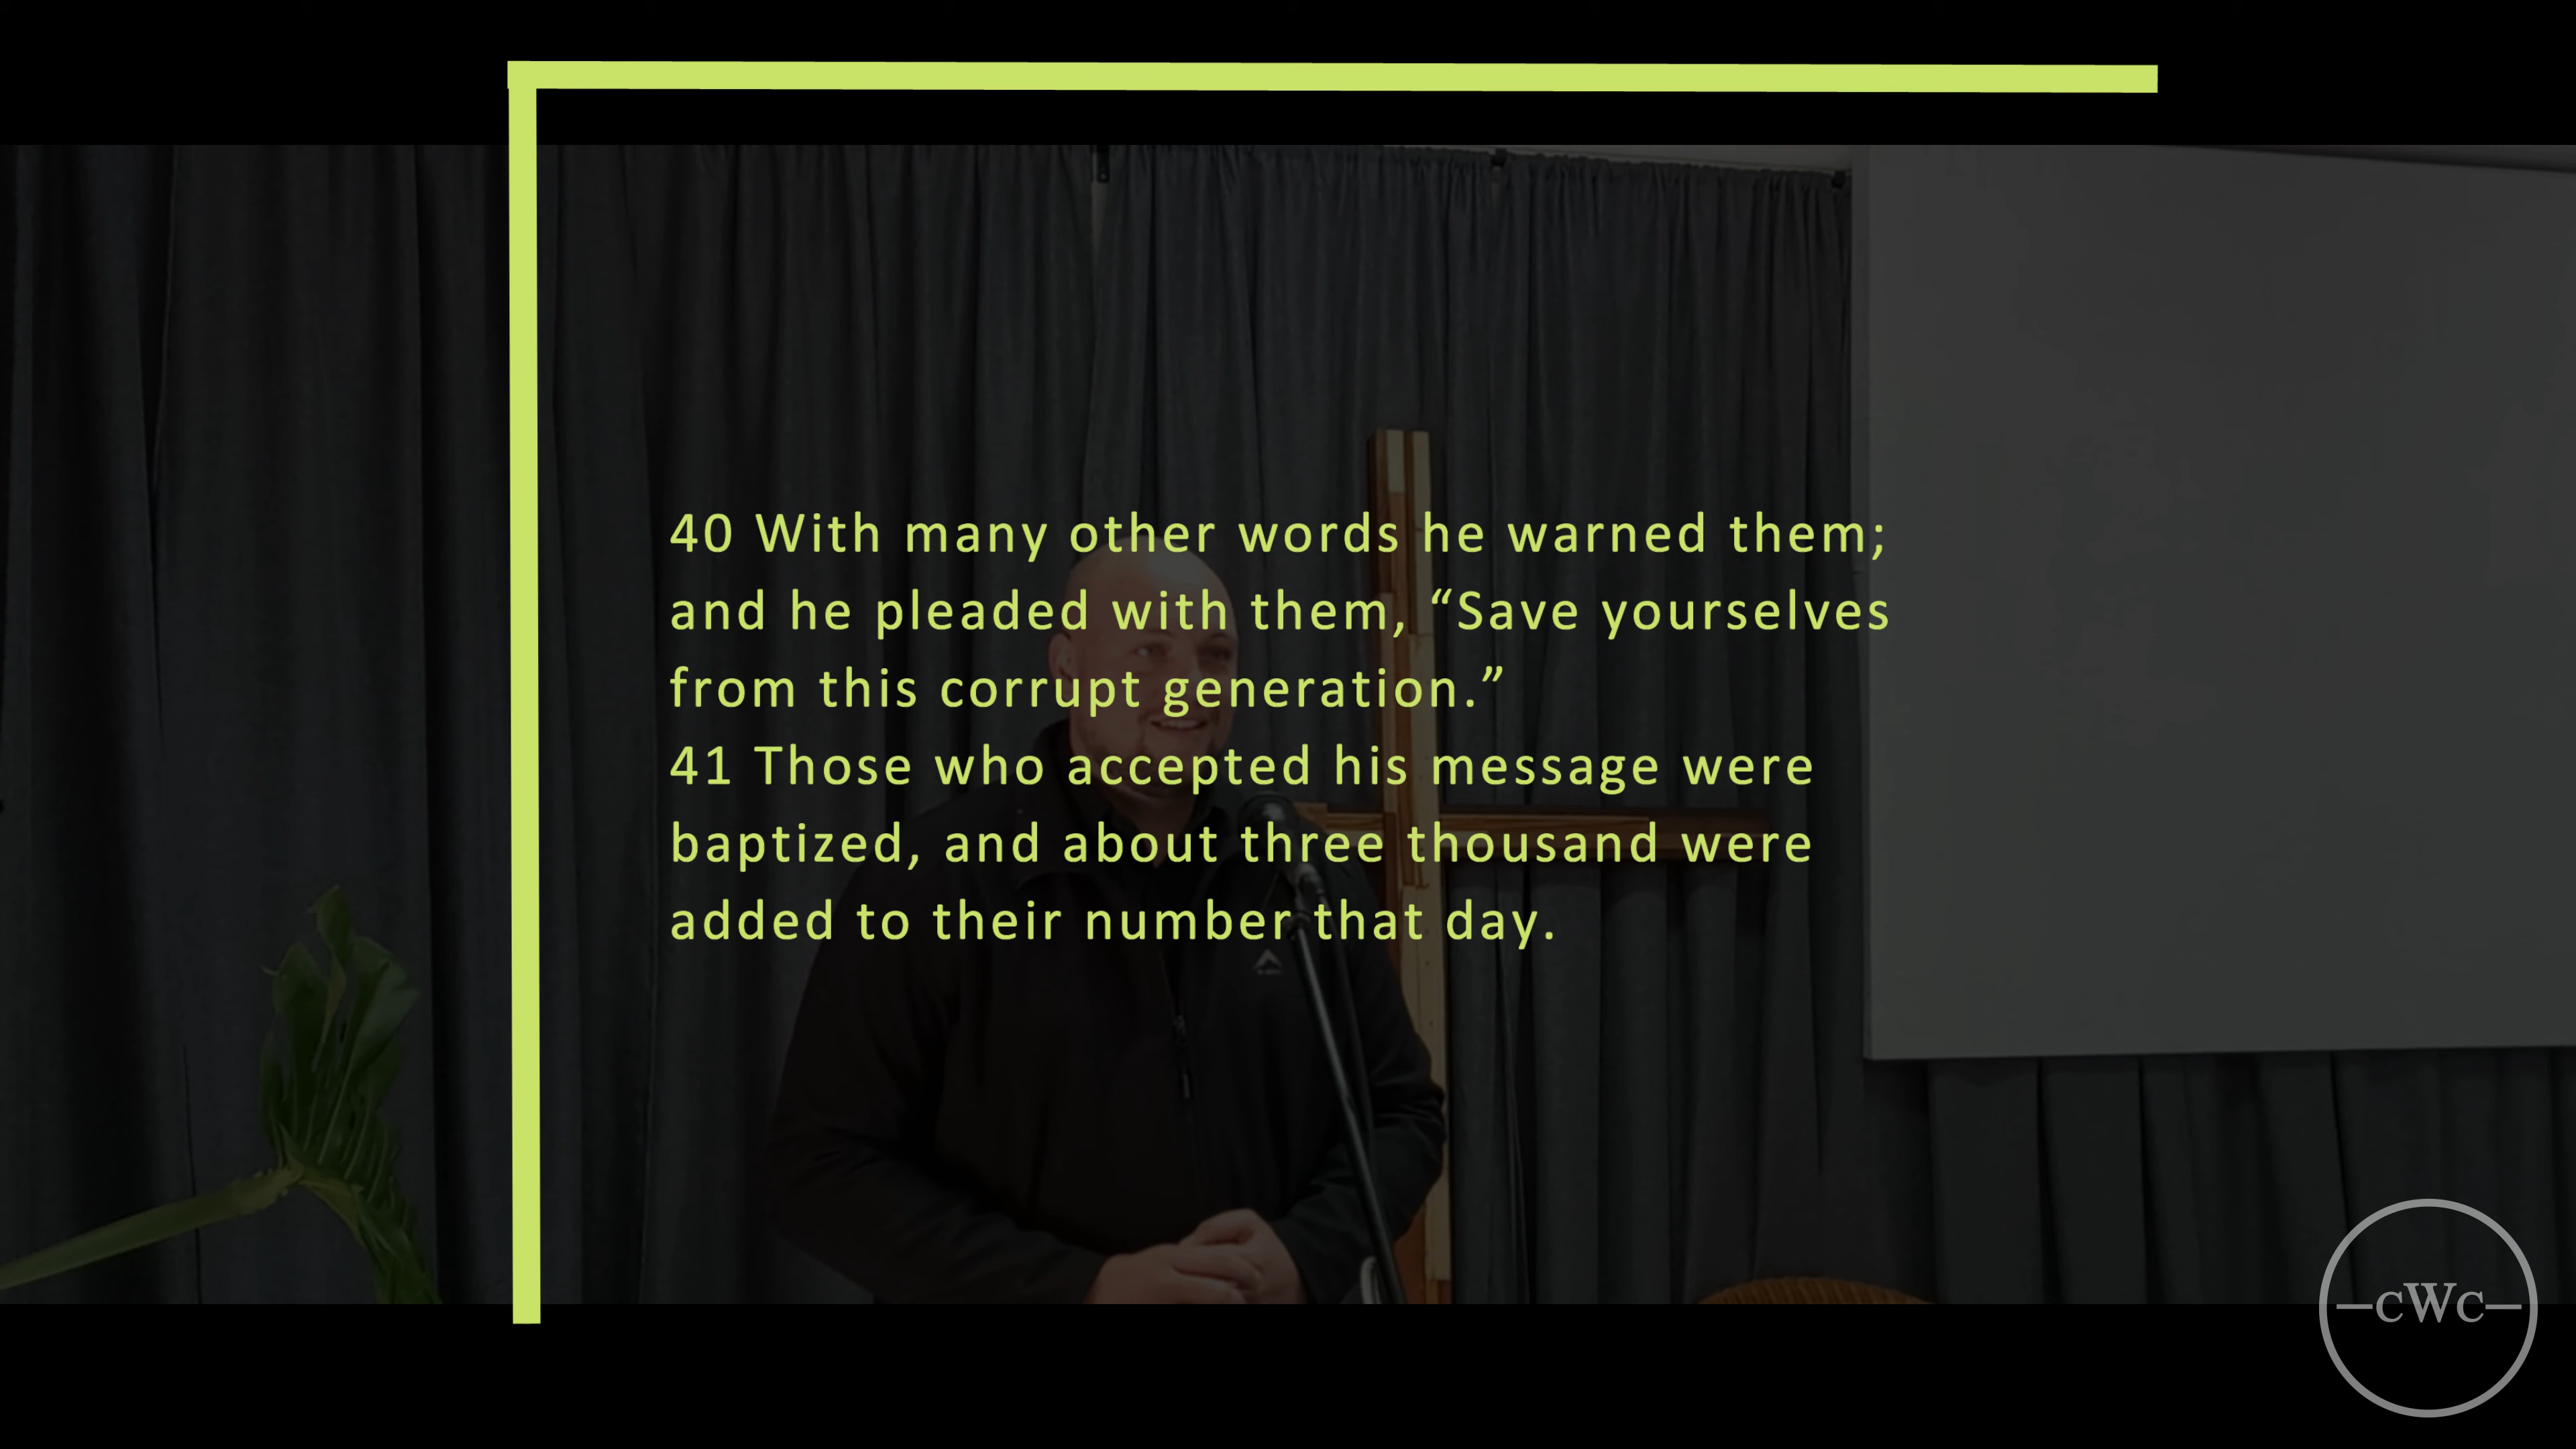 40 With many other words he warned them;
and he pleaded with them, “Save yourselves
from this corrupt generation.”
41 Those who accepted his message were
baptized, and about three thousand were
added to their number that day.
cWc